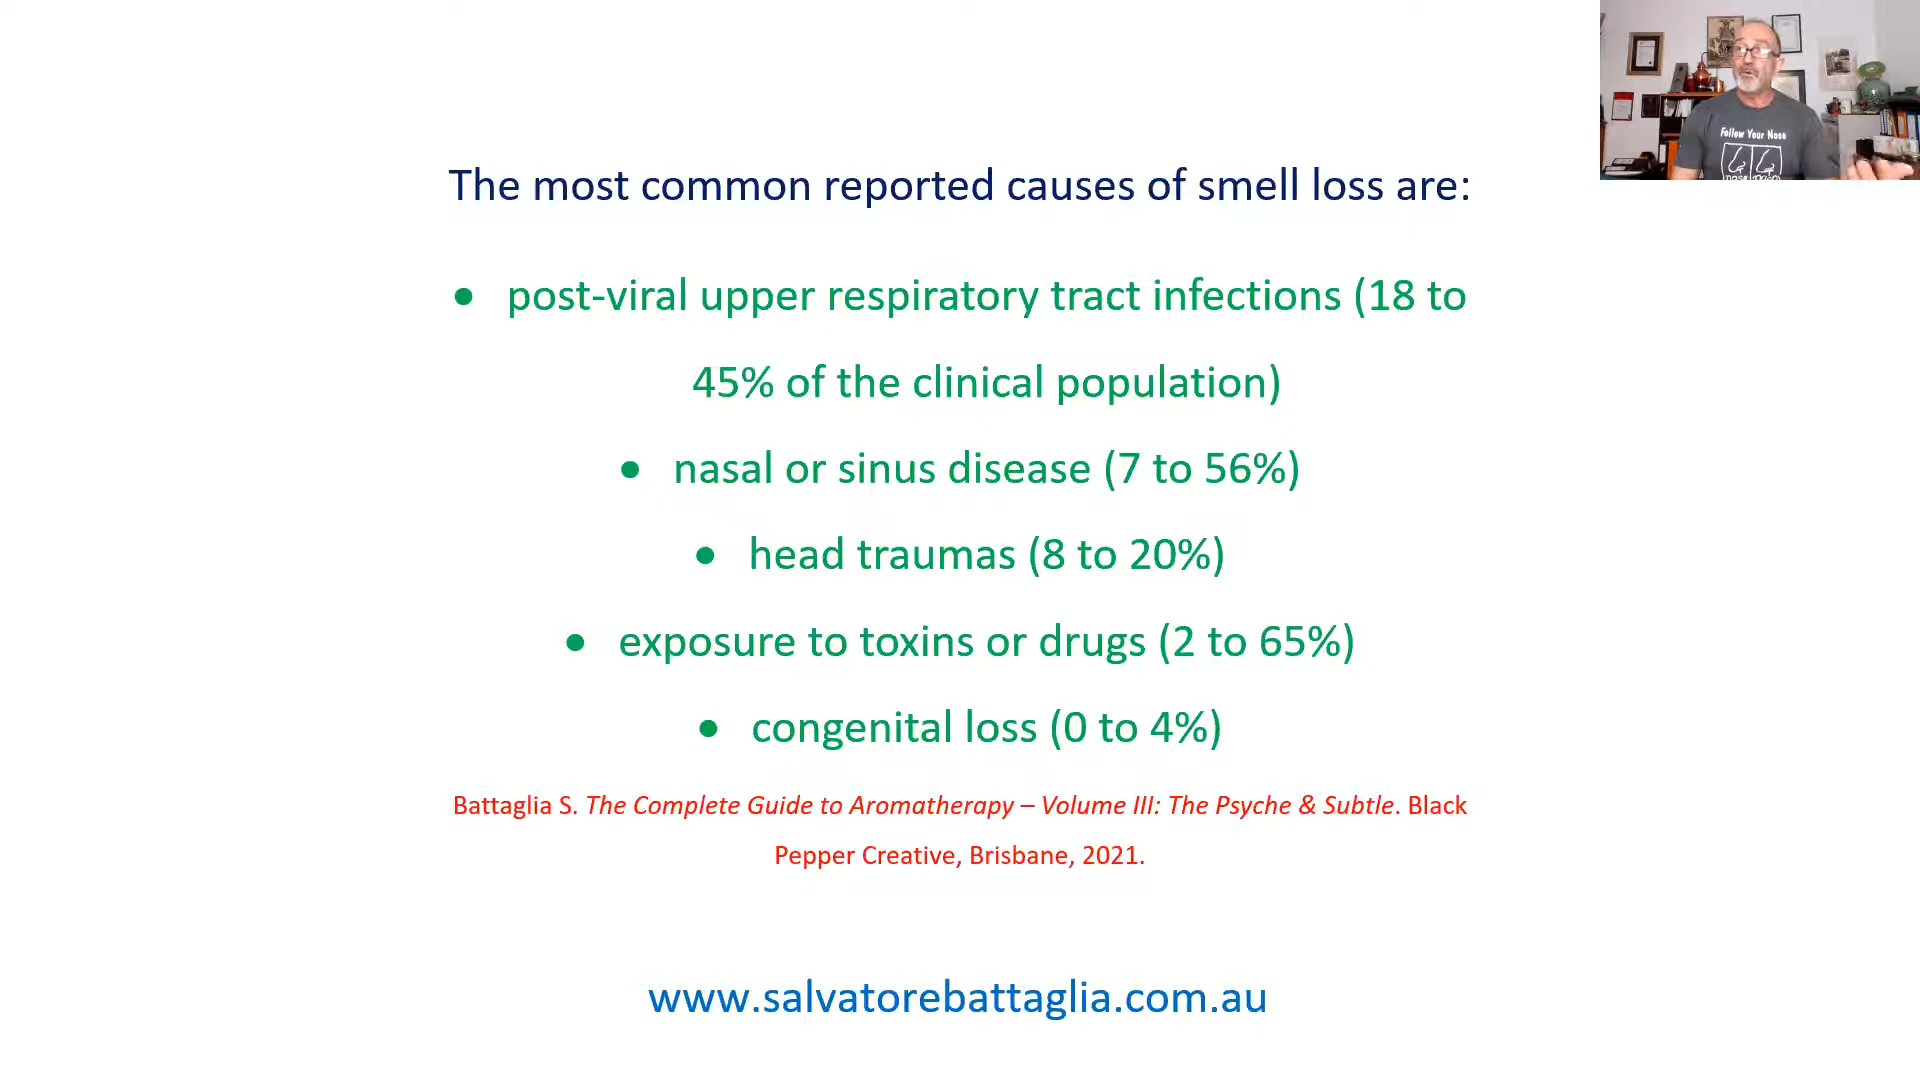 The most common reported causes of smell loss are:
• post-viral upper respiratory tract infections (18 to
45% of the clinical population)
• nasal or sinus disease (7 to 56%)
• head traumas (8 to 20%)
• exposure to toxins or drugs (2 to 65%)
• congenital loss (0 to 4%)
Battaglia S. The Complete Guide to Aromatherapy – Volume III: The Psyche & Subtle. Black
Pepper Creative, Brisbane, 2021.
www.salvatorebattaglia.com.au
Follow Your Nose